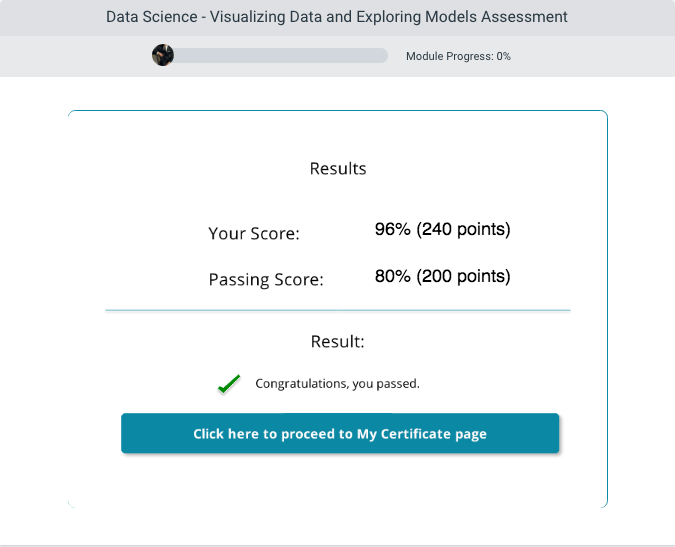 Data Science - Visualizing Data and Exploring Models Assessment
Module Progress: 0%
Results
Your Score: 96% (240 points)
Passing Score: 80% (200 points)
Result:
Congratulations, you passed.
Click here to proceed to My Certificate page